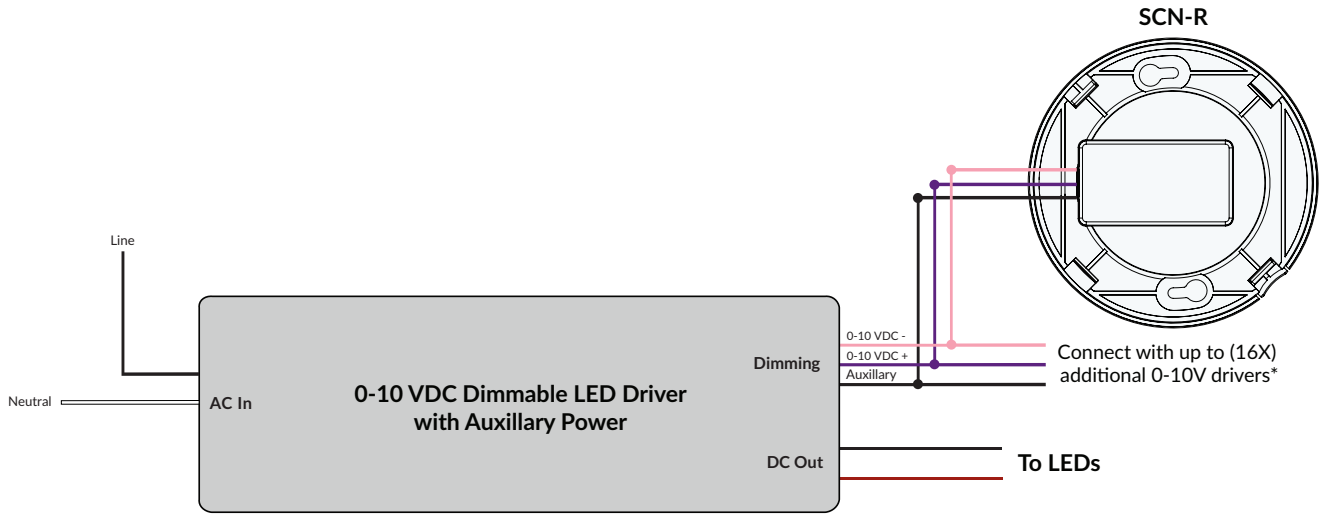 SCN-R
Line
Neutral
AC In
0-10 VDC Dimmable LED Driver
with Auxillary Power
Dimming
0-10 VDC -
0-10 VDC +
Auxillary
Connect with up to (16X)
additional 0-10V drivers*
DC Out
To LEDs